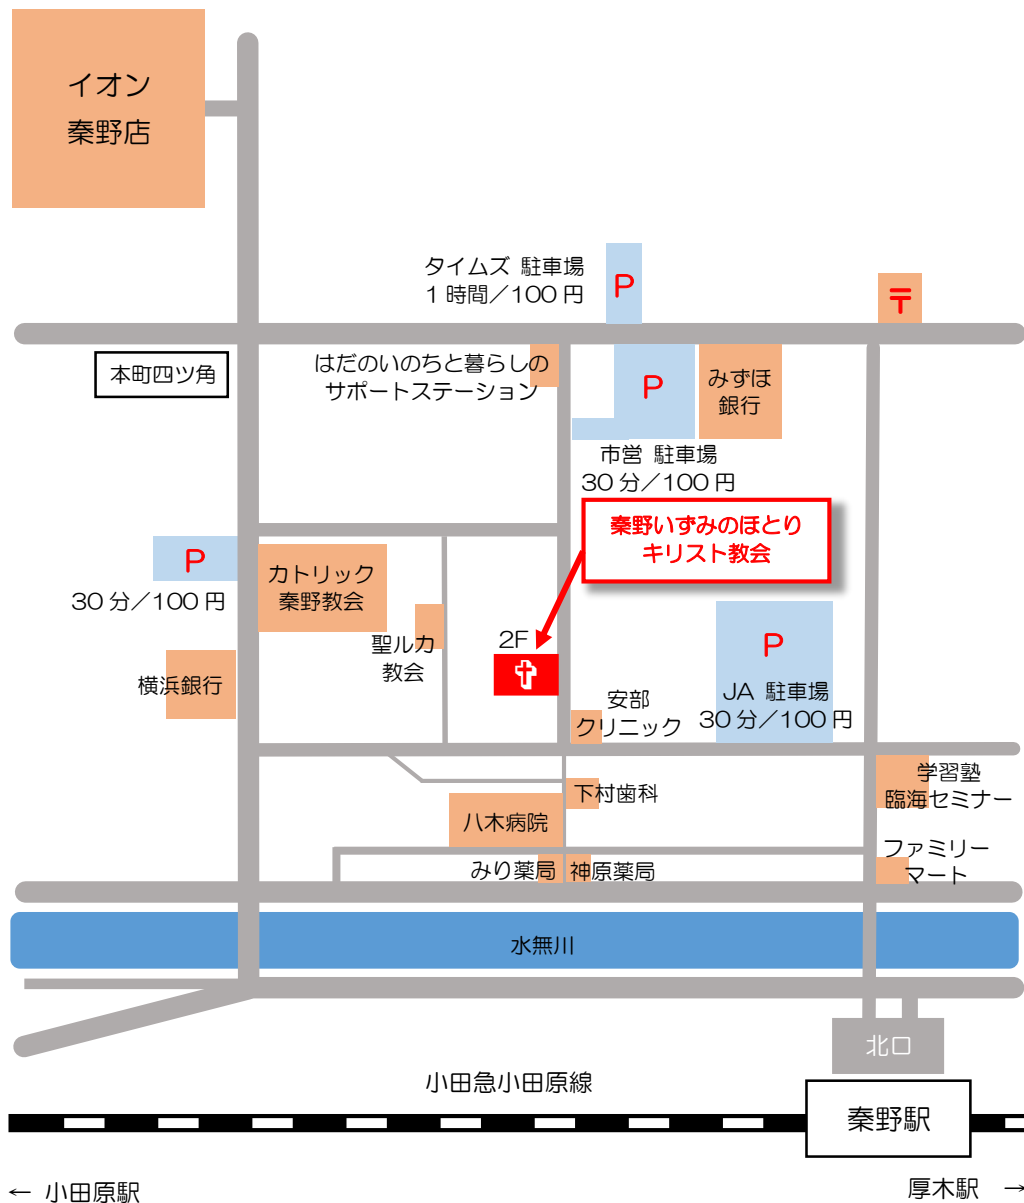 イオン
秦野店
タイムズ 駐車場
1時間／100円
P
〒
本町四ツ角
はだのいのちと暮らしの
サポートステーション
P
みずほ
銀行
市営 駐車場
30分／100円
秦野いずみのほとり
キリスト教会
P
30分／100円
カトリック
秦野教会
聖ルカ
教会
2F
P
JA 駐車場
30分／100円
横浜銀行
安部
クリニック
下村歯科
学習塾
臨海セミナー
八木病院
ファミリー
マート
みり薬局
神原薬局
水無川
北口
小田急小田原線
秦野駅
← 小田原駅
厚木駅 →